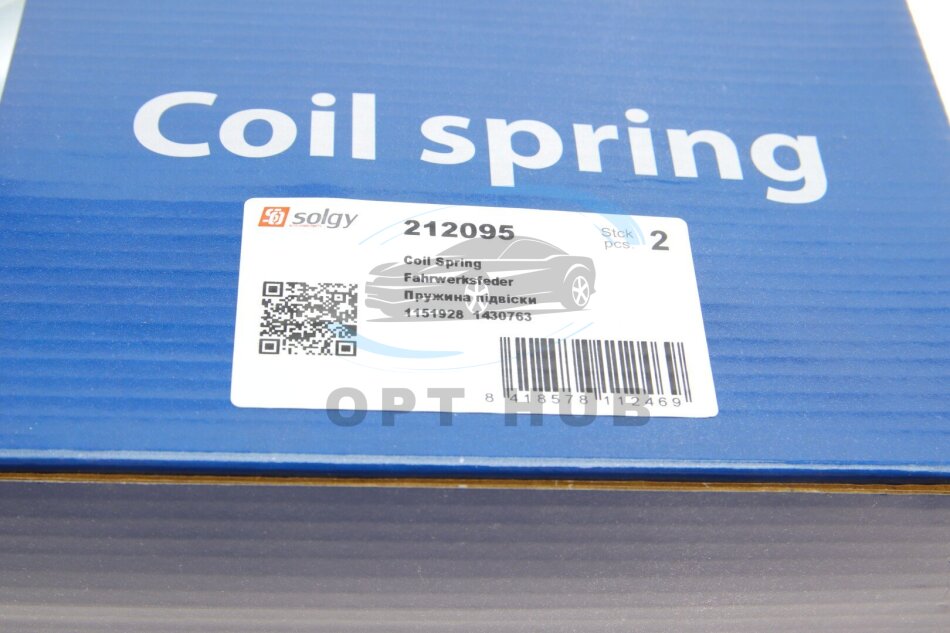 Coil spring
solgy
212095
Stck
pcs. 2
Coil Spring
Fahrwerksfeder
Пружина підвіски
1151928 1430763
8 418578 112469
OPT HUB